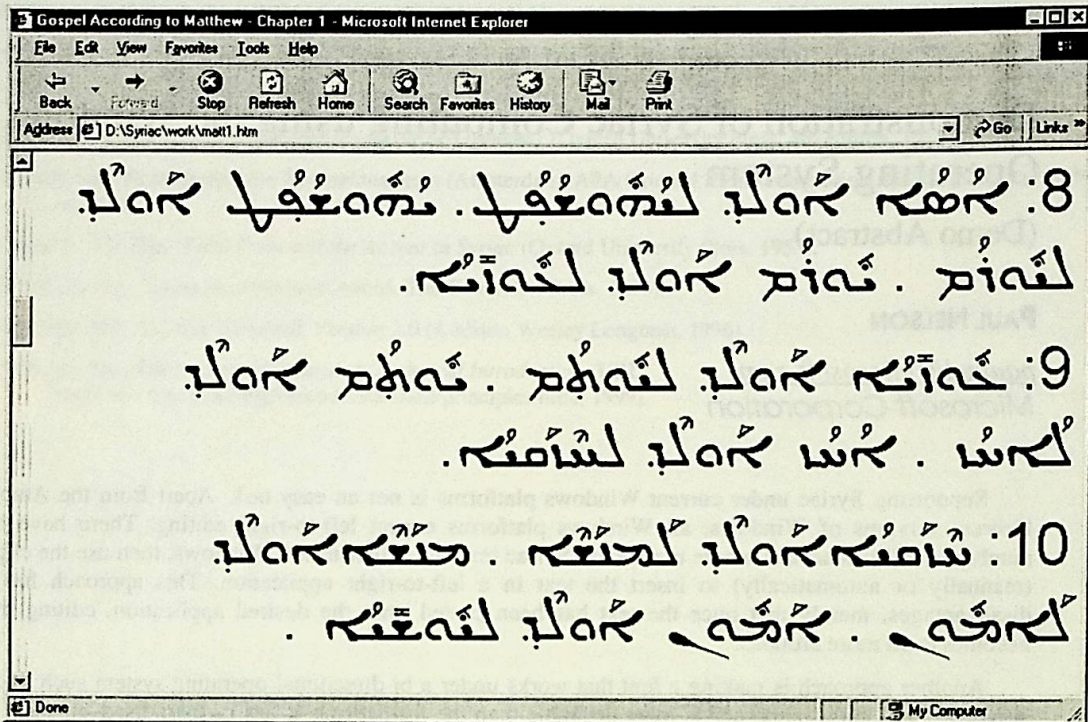 Gospel According to Matthew - Chapter 1 - Microsoft Internet Explorer
File Edit View Favorites Tools Help
Back Forward Stop Refresh Home Search Favorites History Mail Print
Address D:\Syriac\work\matt1.htm Go Links »
8: ܐܣܐ ܐܘܠܕ ܠܝܗܘܫܦܛ. ܝܗܘܫܦܛ ܐܘܠܕ
ܠܝܘܪܡ . ܝܘܪܡ ܐܘܠܕ ܠܥܘܙܝܐ.
9: ܥܘܙܝܐ ܐܘܠܕ ܠܝܘܬܡ . ܝܘܬܡ ܐܘܠܕ
ܠܐܚܙ . ܐܚܙ ܐܘܠܕ ܠܚܙܩܝܐ .
10: ܚܙܩܝܐ ܐܘܠܕ ܠܡܢܫܐ . ܡܢܫܐ ܐܘܠܕ
ܠܐܡܘܢ . ܐܡܘܢ ܐܘܠܕ ܠܝܘܫܝܐ .
Done My Computer